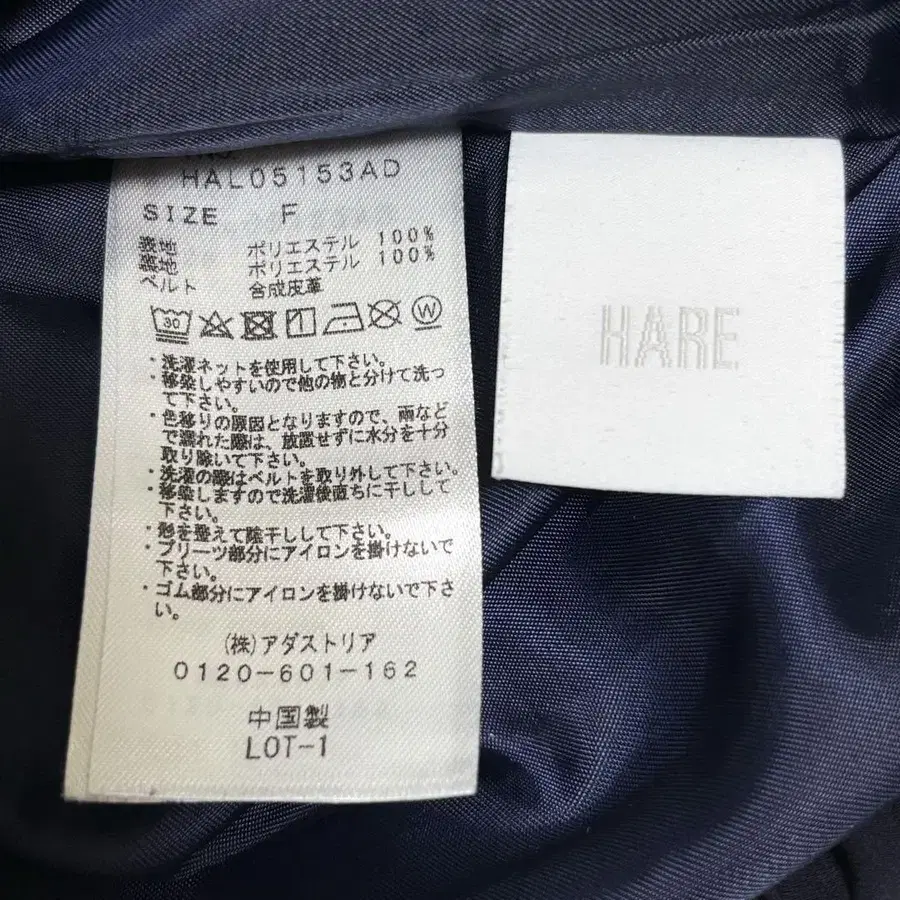 HAL05153AD
SIZE F
表地 ポリエステル 100%
裏地 ポリエステル 100%
ベルト 合成皮革
30
W
・洗濯ネットを使用して下さい。
・移染しやすいので他の物と分けて洗っ
て下さい。
・色移りの原因となりますので、雨など
で濡れた際は、放置せずに水分を十分
取り除いて下さい。
・洗濯の際はベルトを取り外して下さい。
・移染しますので洗濯後直ちに干しして
下さい。
・形を整えて陰干しして下さい。
・プリーツ部分にアイロンを掛けないで
下さい。
・ゴム部分にアイロンを掛けないで下さ
い。
(株)アダストリア
0120-601-162
中国製
LOT-1
HARE